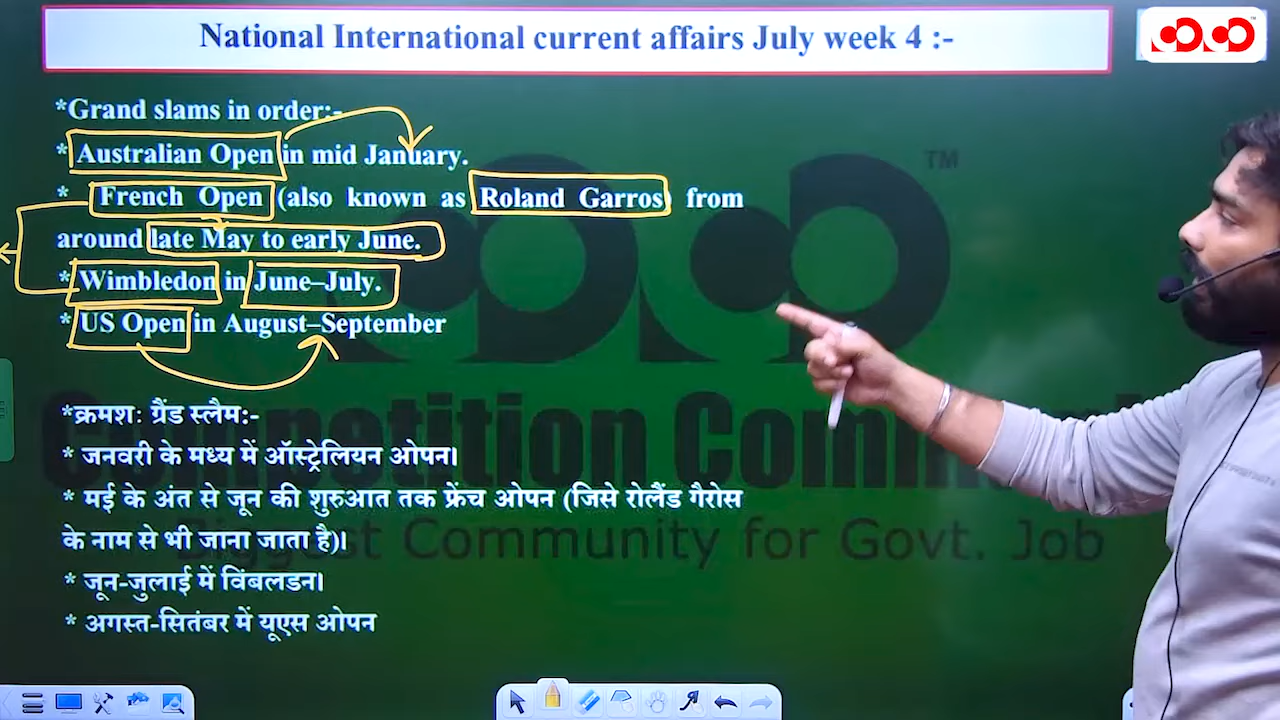 National International current affairs July week 4 :-
TM
*Grand slams in order:-
* Australian Open in mid January.
* French Open (also known as Roland Garros) from
around late May to early June.
* Wimbledon in June–July.
* US Open in August–September
*क्रमशः ग्रैंड स्लैम:-
* जनवरी के मध्य में ऑस्ट्रेलियन ओपन।
* मई के अंत से जून की शुरुआत तक फ्रेंच ओपन (जिसे रोलैंड गैरोस
के नाम से भी जाना जाता है)।
* जून-जुलाई में विंबलडन।
* अगस्त-सितंबर में यूएस ओपन
Competition
Biggest Community for Govt. Job